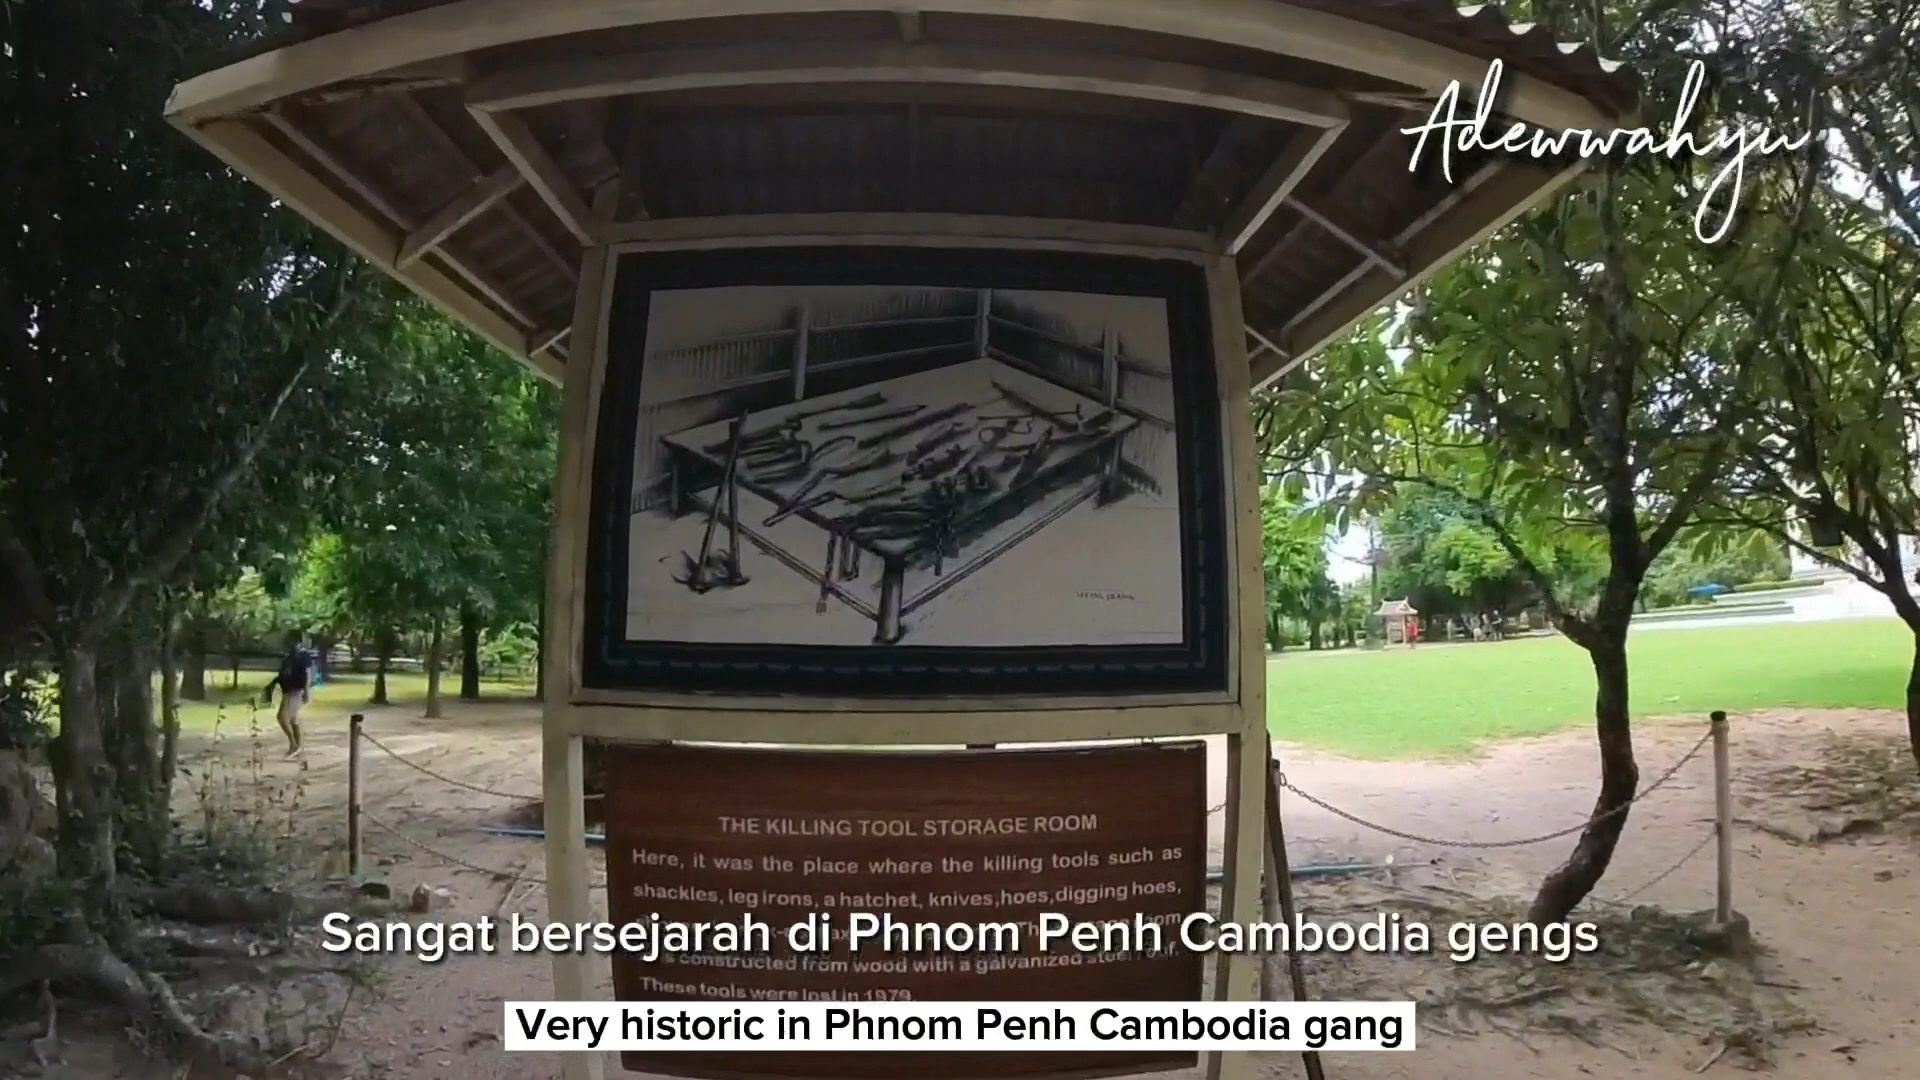 Adewwahyu
THE KILLING TOOL STORAGE ROOM
Here, it was the place where the killing tools such as
shackles, leg irons, a hatchet, knives,hoes,digging hoes,
constructed from wood with a galvanized steel roof.
These tools were lost in 1979.
Sangat bersejarah di Phnom Penh Cambodia gengs
Very historic in Phnom Penh Cambodia gang